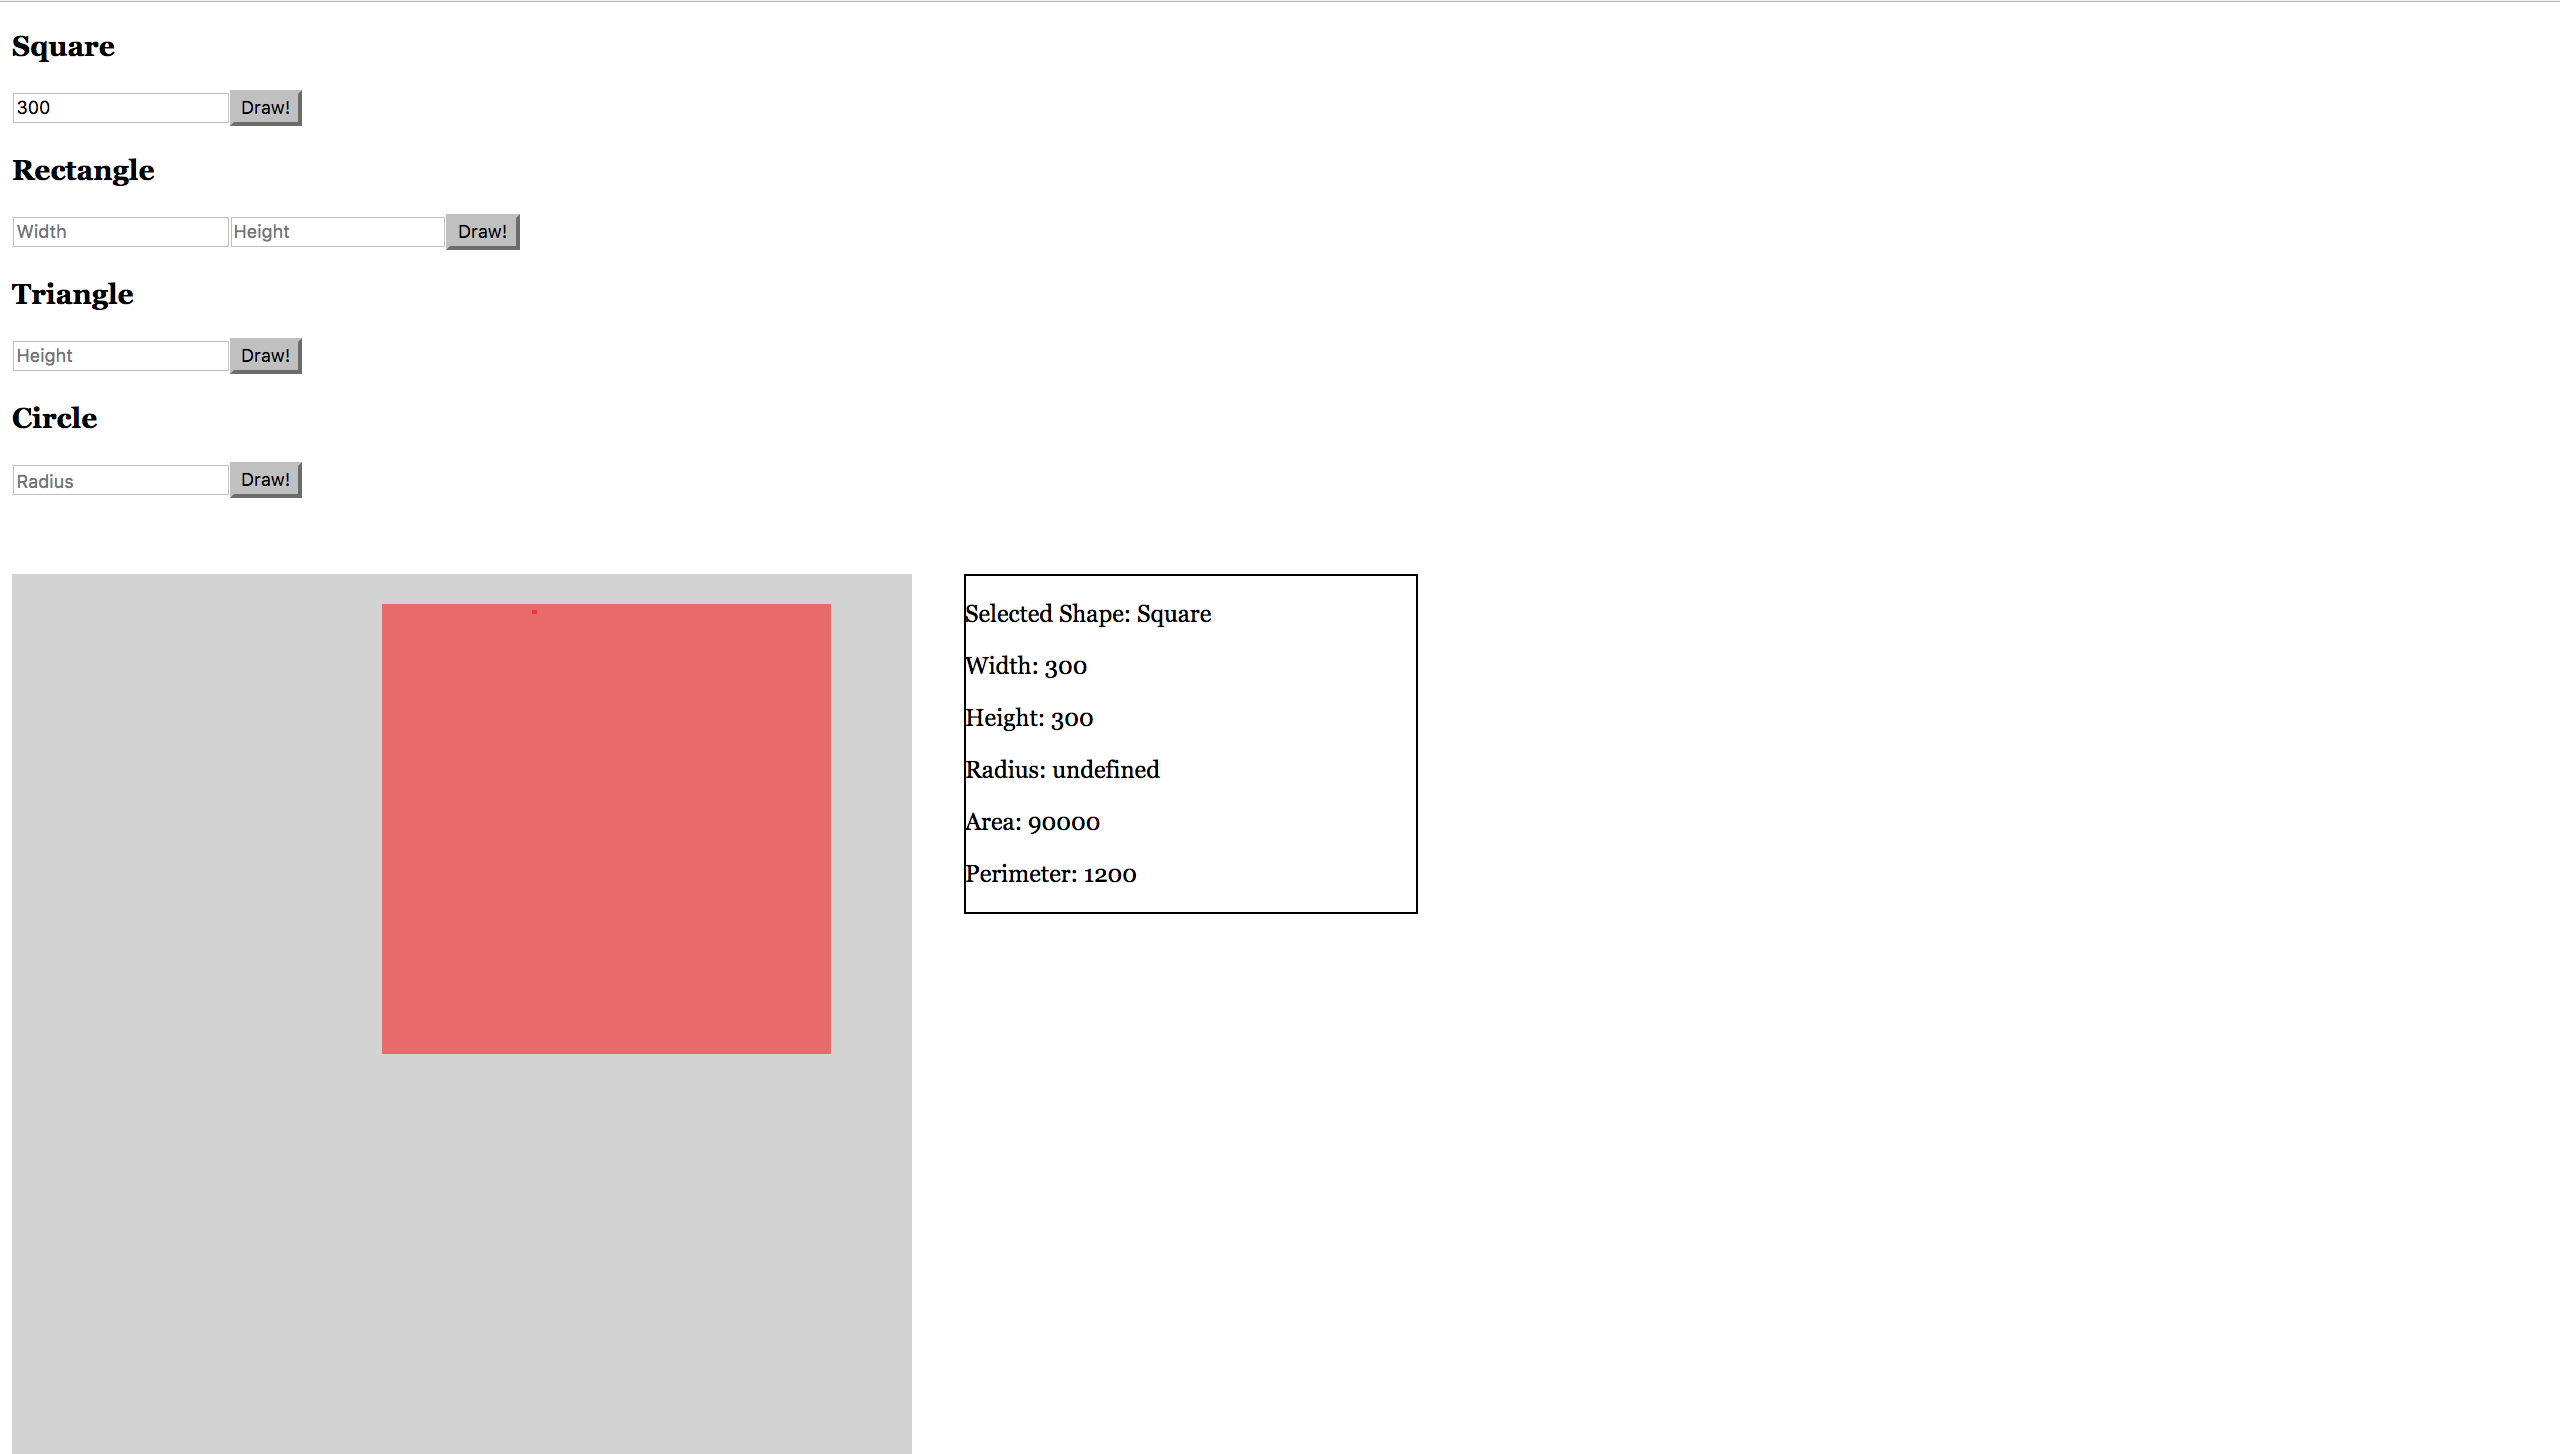 Square
300 Draw!
Rectangle
Width Height Draw!
Triangle
Height Draw!
Circle
Radius Draw!
Selected Shape: Square
Width: 300
Height: 300
Radius: undefined
Area: 90000
Perimeter: 1200